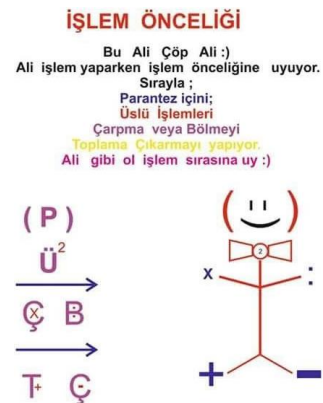 İŞLEM ÖNCELİĞİ
Bu Ali Çöp Ali :)
Ali işlem yaparken işlem önceliğine uyuyor.
Sırayla ;
Parantez içini;
Üslü İşlemleri
Çarpma veya Bölmeyi
Toplama Çıkarmayı yapıyor.
Ali gibi ol işlem sırasına uy :)
( P )
Ü²
Ç x B
T + Ç -
( )
2
x :
+ -